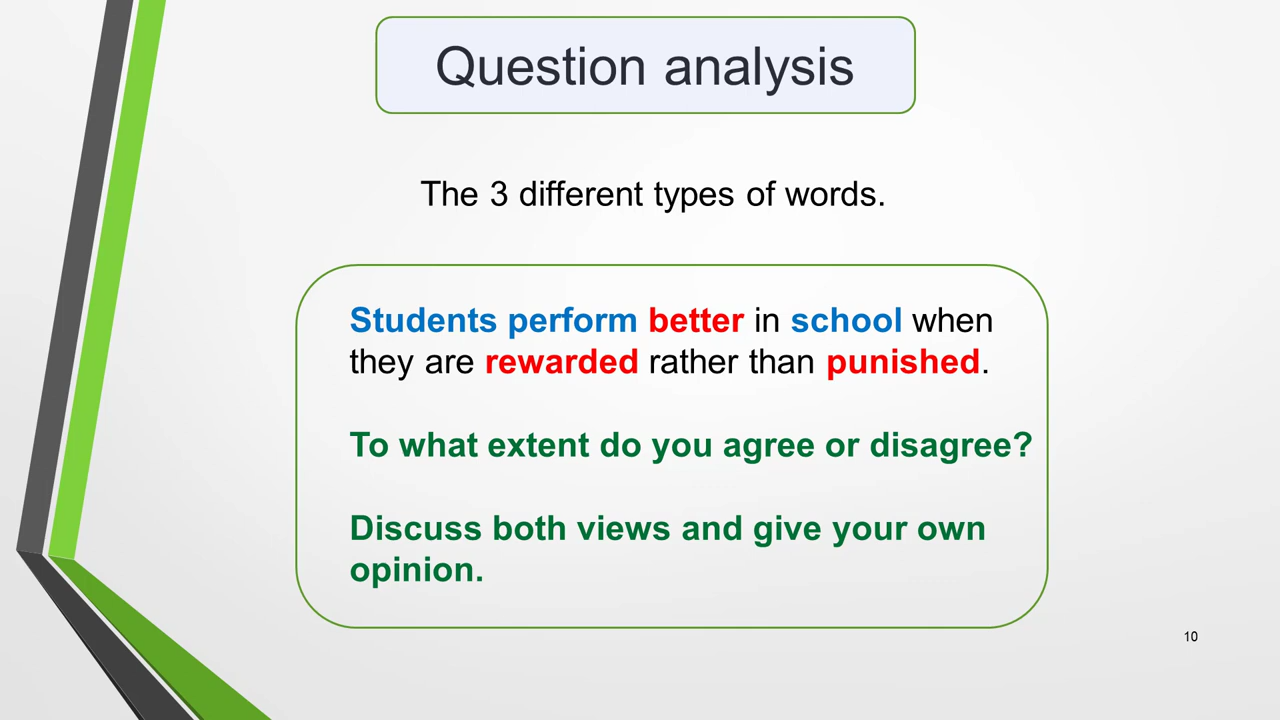 Question analysis
The 3 different types of words.
Students perform better in school when
they are rewarded rather than punished.
To what extent do you agree or disagree?
Discuss both views and give your own
opinion.
10